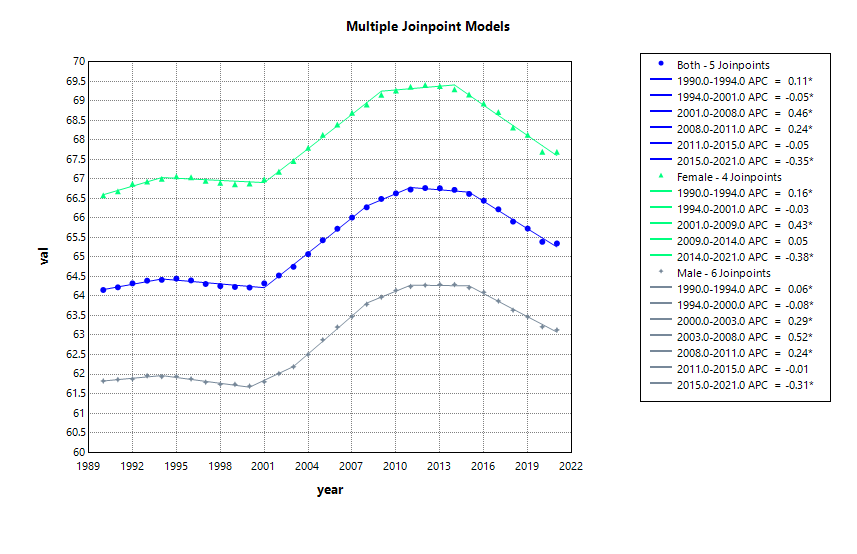 Multiple Joinpoint Models
70
69.5
69
68.5
68
67.5
67
66.5
66
65.5
65
64.5
64
63.5
63
62.5
62
61.5
61
60.5
60
val
1989 1992 1995 1998 2001 2004 2007 2010 2013 2016 2019 2022
year
Both - 5 Joinpoints
1990.0-1994.0 APC = 0.11*
1994.0-2001.0 APC = -0.05*
2001.0-2008.0 APC = 0.46*
2008.0-2011.0 APC = 0.24*
2011.0-2015.0 APC = -0.05
2015.0-2021.0 APC = -0.35*
Female - 4 Joinpoints
1990.0-1994.0 APC = 0.16*
1994.0-2001.0 APC = -0.03
2001.0-2009.0 APC = 0.43*
2009.0-2014.0 APC = 0.05
2014.0-2021.0 APC = -0.38*
Male - 6 Joinpoints
1990.0-1994.0 APC = 0.06*
1994.0-2000.0 APC = -0.08*
2000.0-2003.0 APC = 0.29*
2003.0-2008.0 APC = 0.52*
2008.0-2011.0 APC = 0.24*
2011.0-2015.0 APC = -0.01
2015.0-2021.0 APC = -0.31*